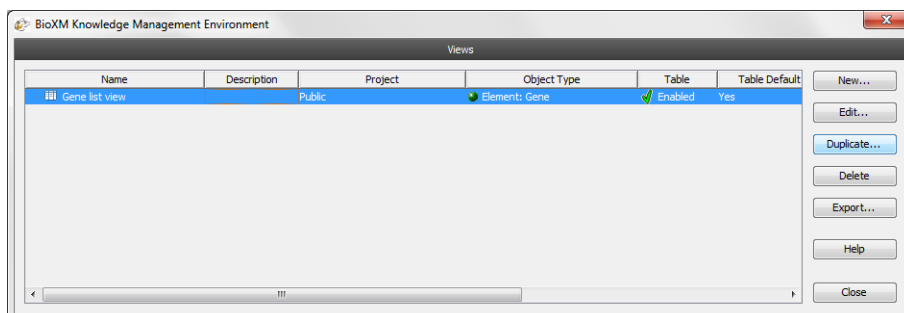 BioXM Knowledge Management Environment
Views
Name Description Project Object Type Table Table Default
Gene list view Public Element: Gene Enabled Yes
New...
Edit...
Duplicate...
Delete
Export...
Help
Close